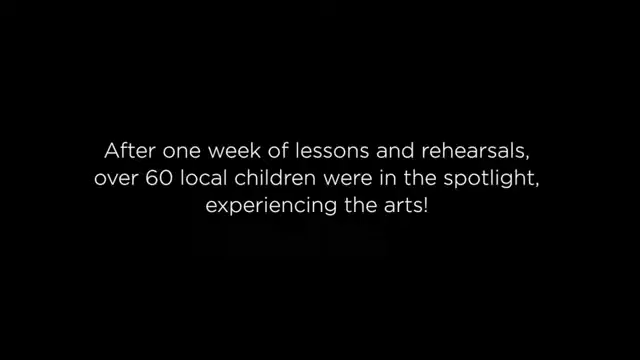 After one week of lessons and rehearsals,
over 60 local children were in the spotlight,
experiencing the arts!